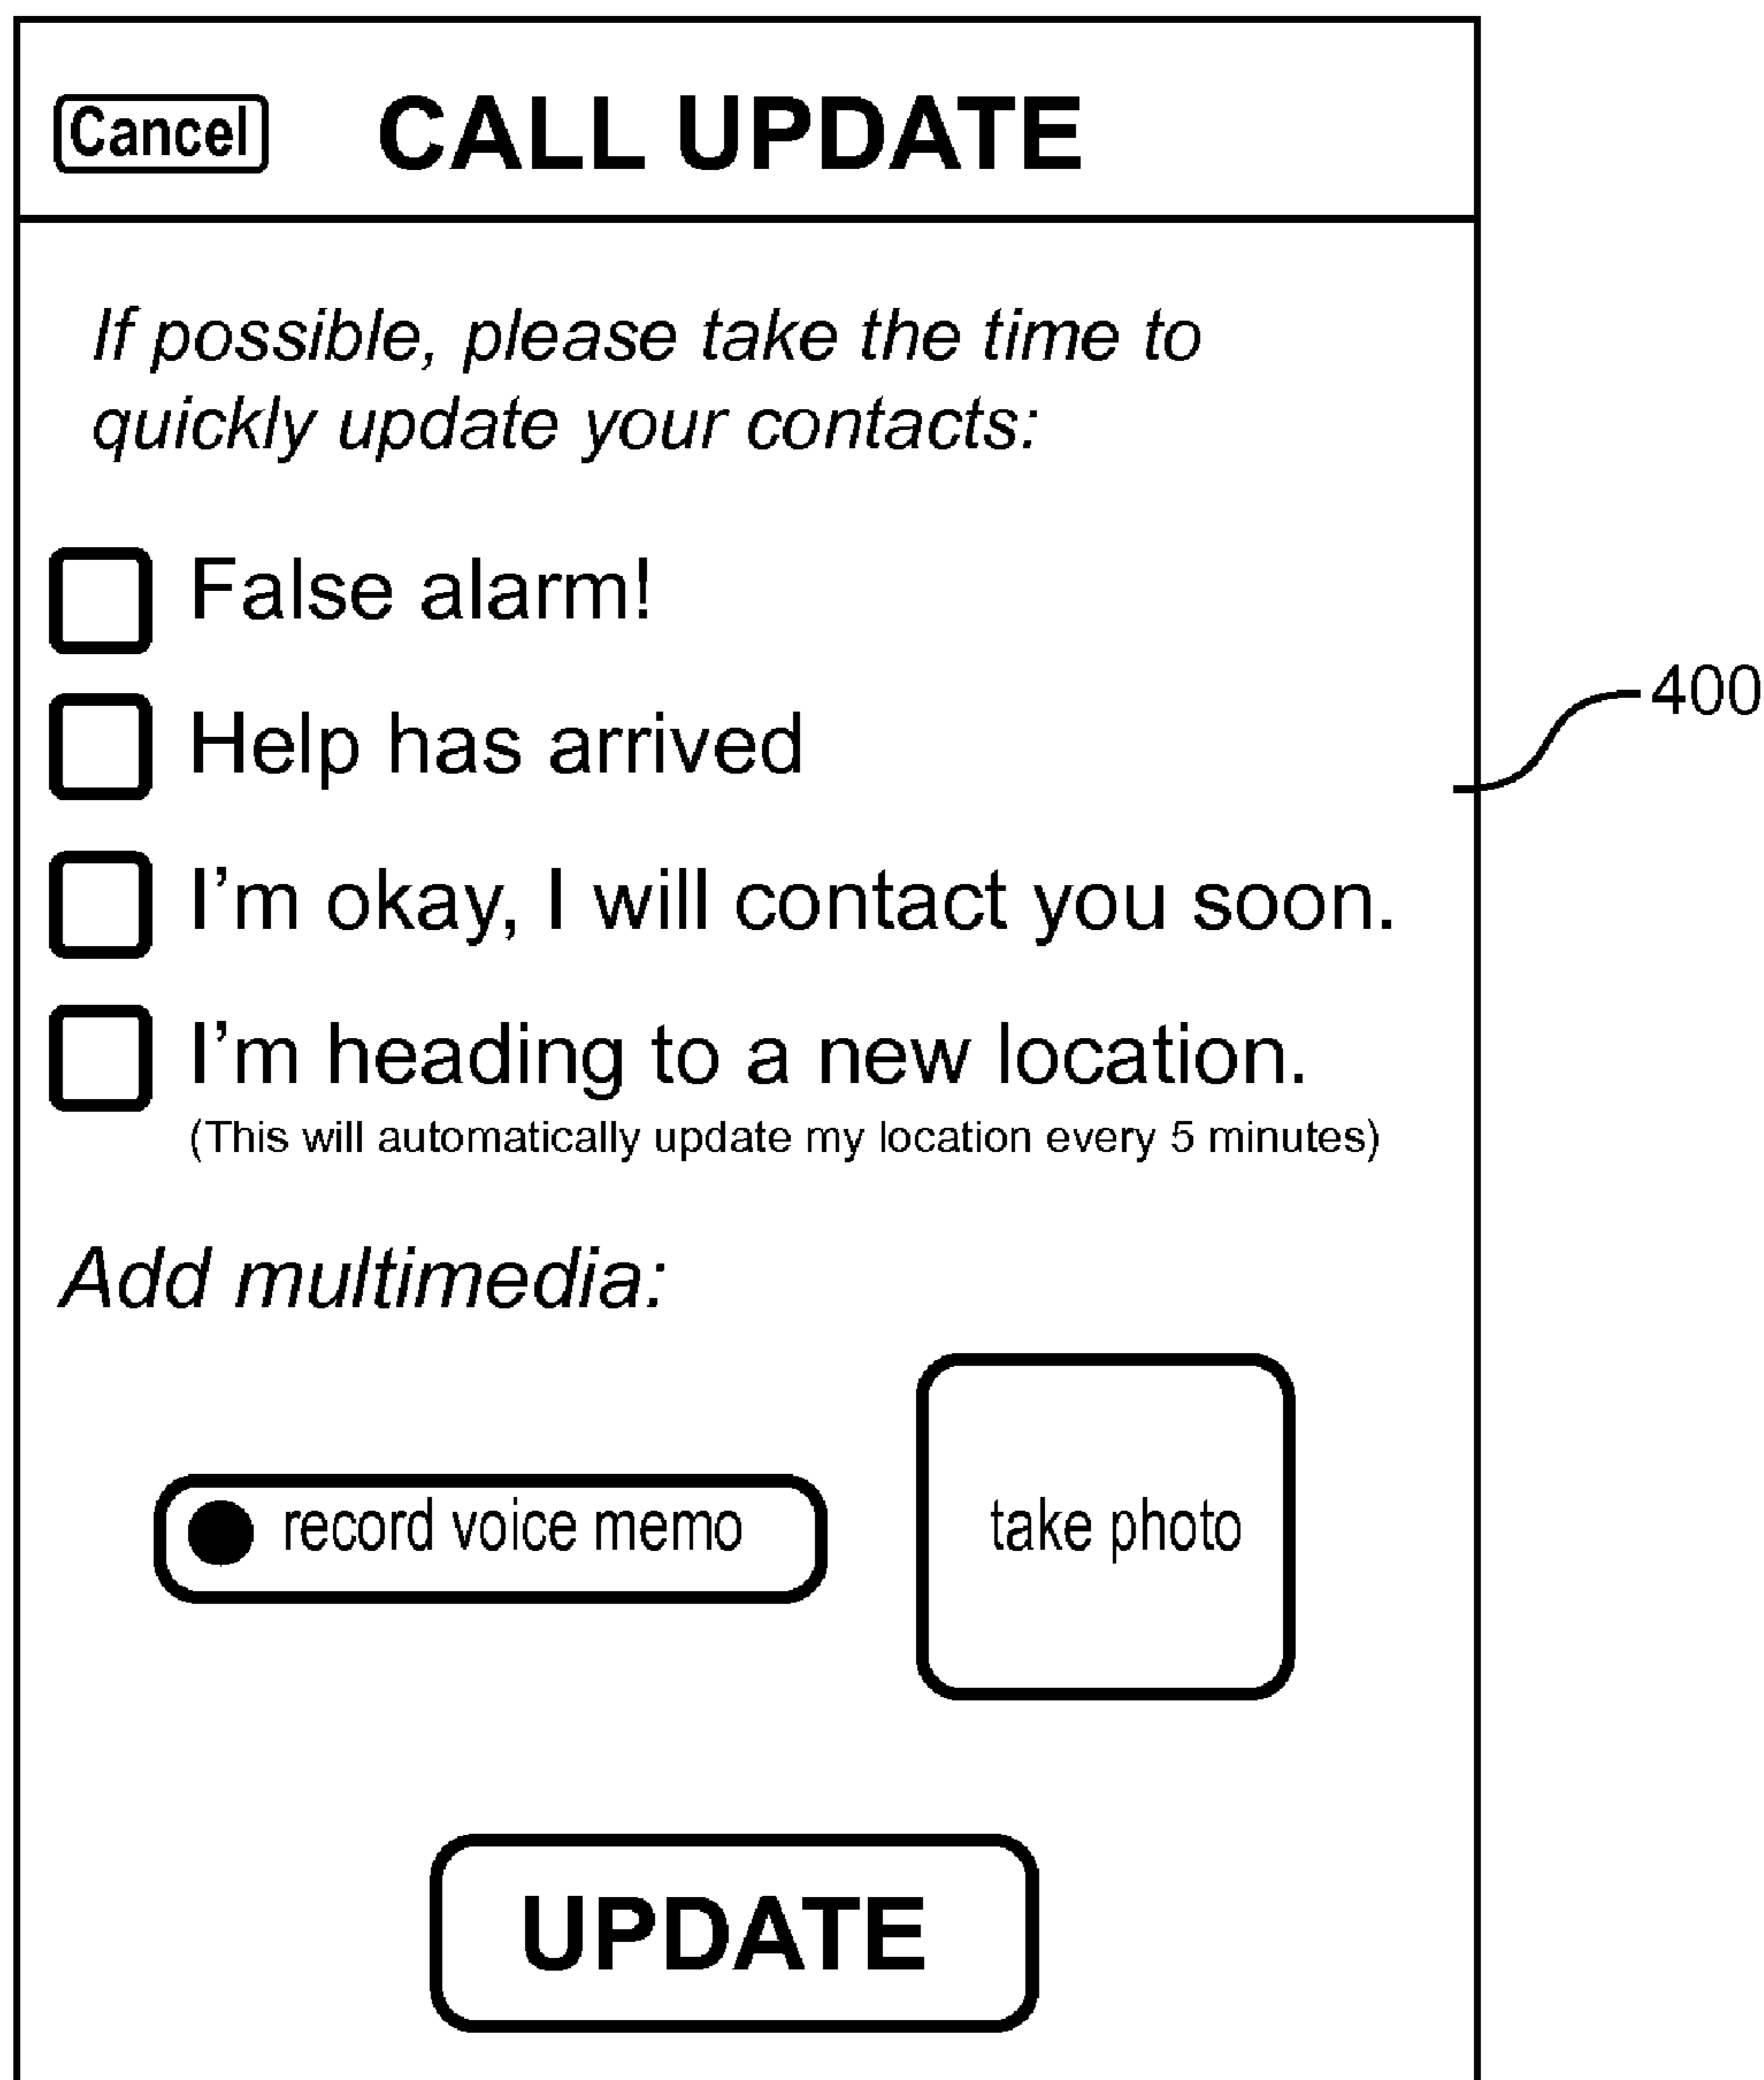 Cancel CALL UPDATE
If possible, please take the time to
quickly update your contacts:
False alarm!
400
Help has arrived
I’m okay, I will contact you soon.
I’m heading to a new location.
(This will automatically update my location every 5 minutes)
Add multimedia:
record voice memo take photo
UPDATE